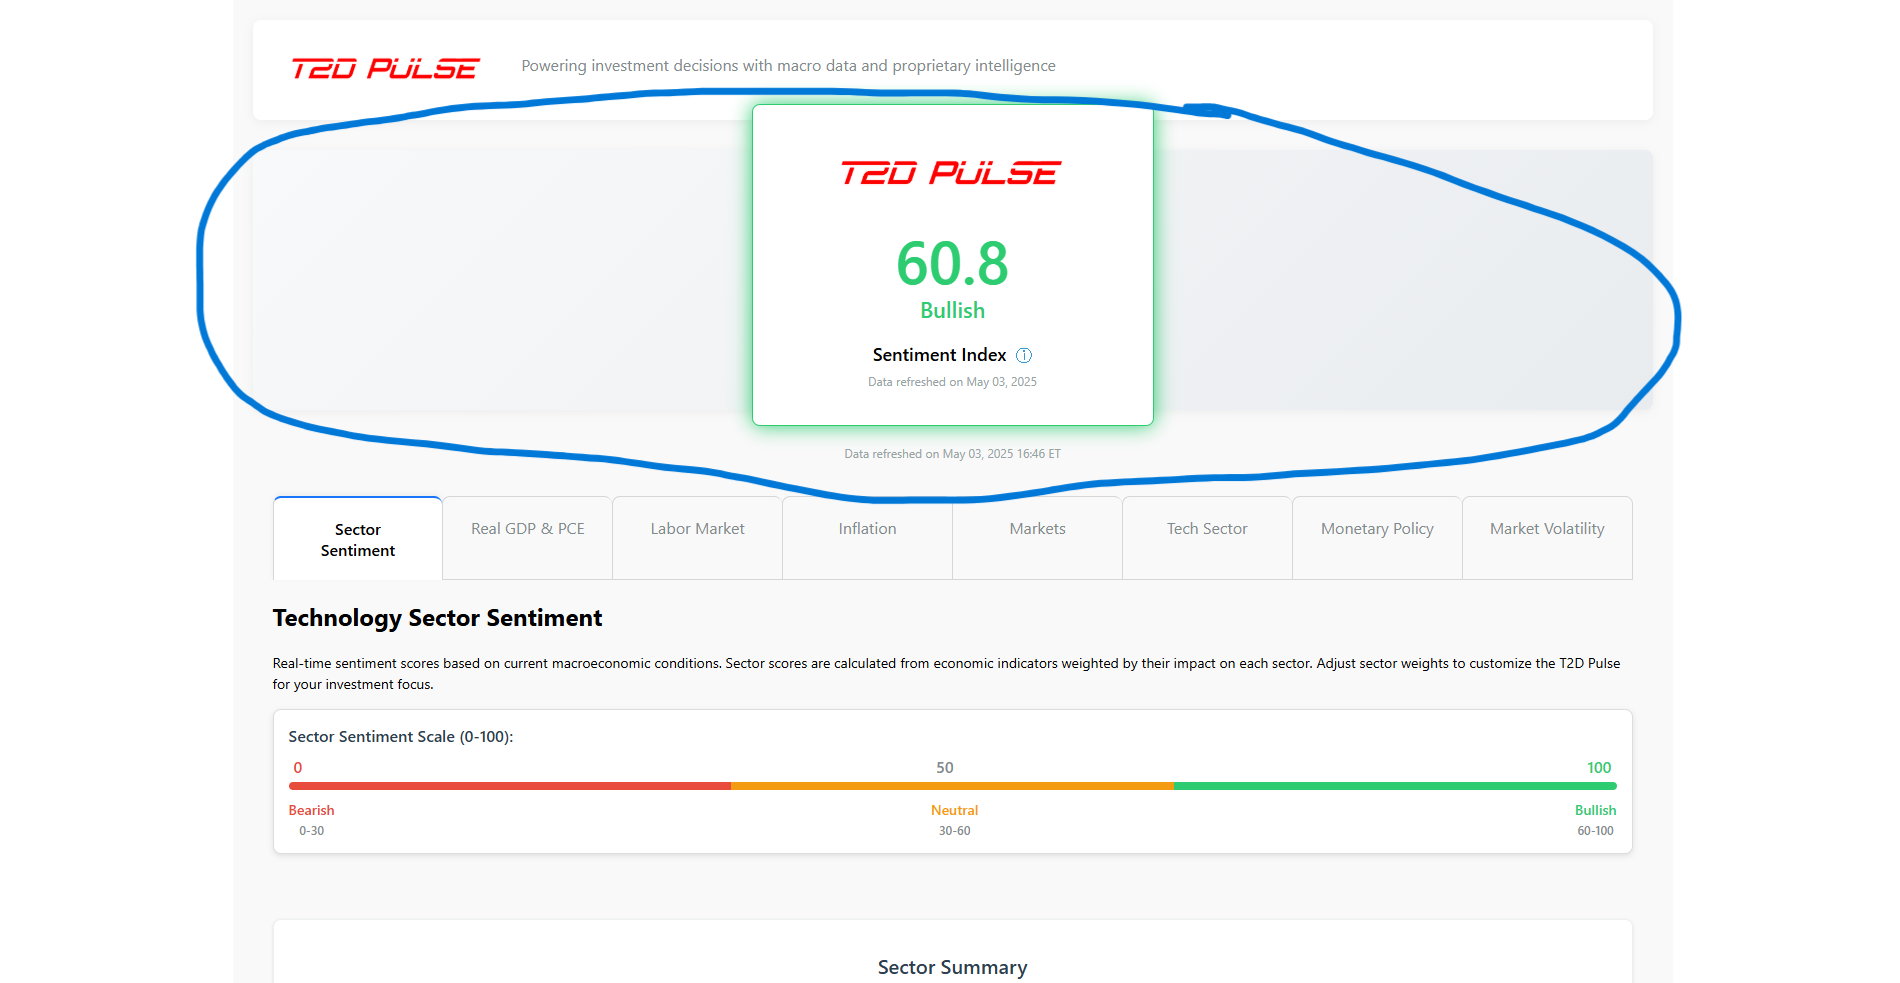 T2D PULSE
Powering investment decisions with macro data and proprietary intelligence
T2D PULSE
60.8
Bullish
Sentiment Index ⓘ
Data refreshed on May 03, 2025
Data refreshed on May 03, 2025 16:46 ET
Sector
Sentiment
Real GDP & PCE
Labor Market
Inflation
Markets
Tech Sector
Monetary Policy
Market Volatility
Technology Sector Sentiment
Real-time sentiment scores based on current macroeconomic conditions. Sector scores are calculated from economic indicators weighted by their impact on each sector. Adjust sector weights to customize the T2D Pulse
for your investment focus.
Sector Sentiment Scale (0-100):
0
50
100
Bearish
Neutral
Bullish
0-30
30-60
60-100
Sector Summary